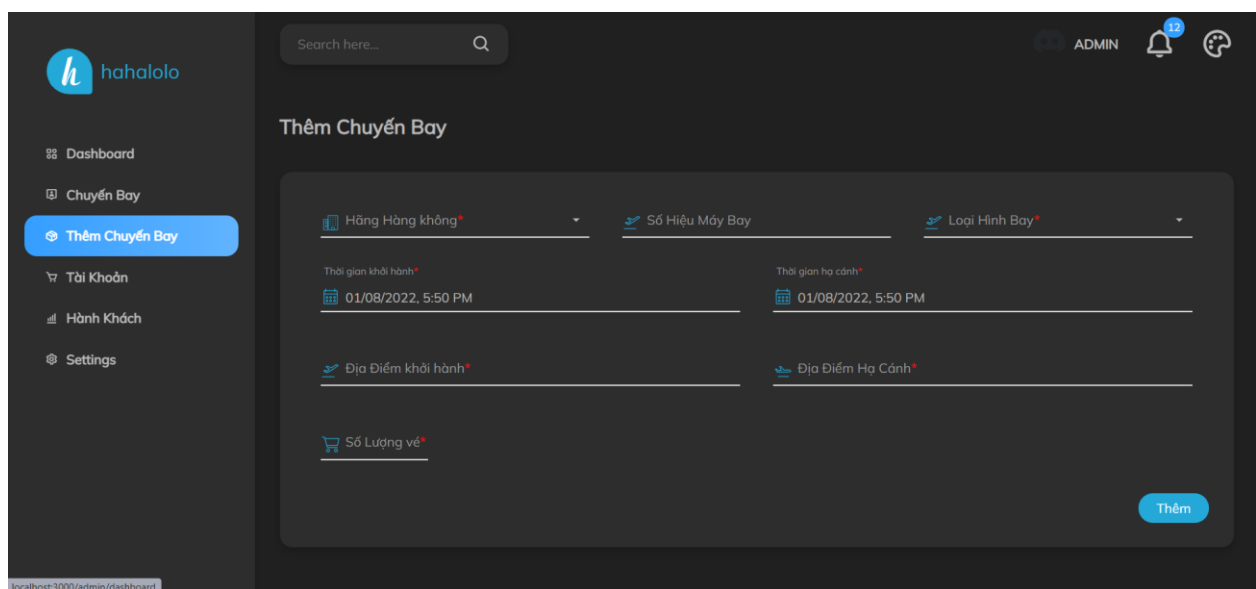 Search here...
ADMIN
12
h hahalolo
Thêm Chuyến Bay
Dashboard
Chuyến Bay
Thêm Chuyến Bay
Tài Khoản
Hành Khách
Settings
Hãng Hàng không*
Số Hiệu Máy Bay
Loại Hình Bay*
Thời gian khởi hành*
Thời gian hạ cánh*
01/08/2022, 5:50 PM
01/08/2022, 5:50 PM
Địa Điểm khởi hành*
Địa Điểm Hạ Cánh*
Số Lượng vé*
Thêm
localhost:3000/admin/dashboard